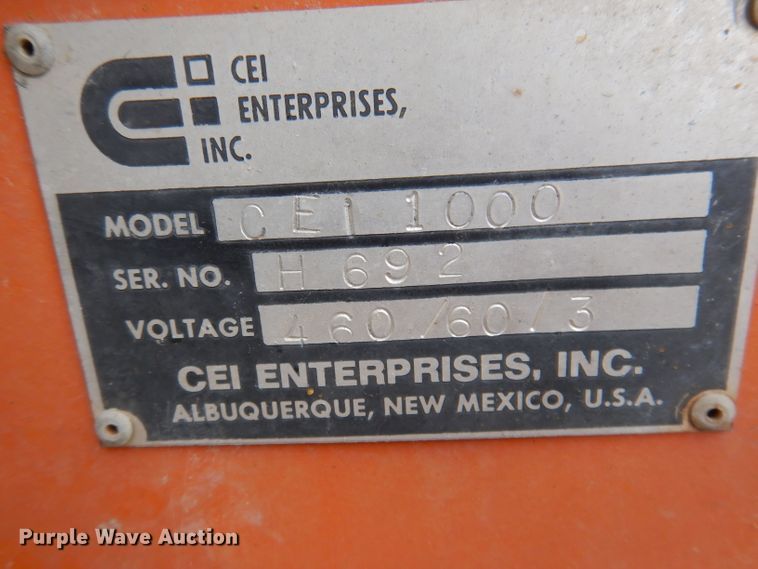 CEI
ENTERPRISES,
INC.
MODEL CEI 1000
SER. NO. H 692
VOLTAGE 460/60/3
CEI ENTERPRISES, INC.
ALBUQUERQUE, NEW MEXICO, U.S.A.
Purple Wave Auction